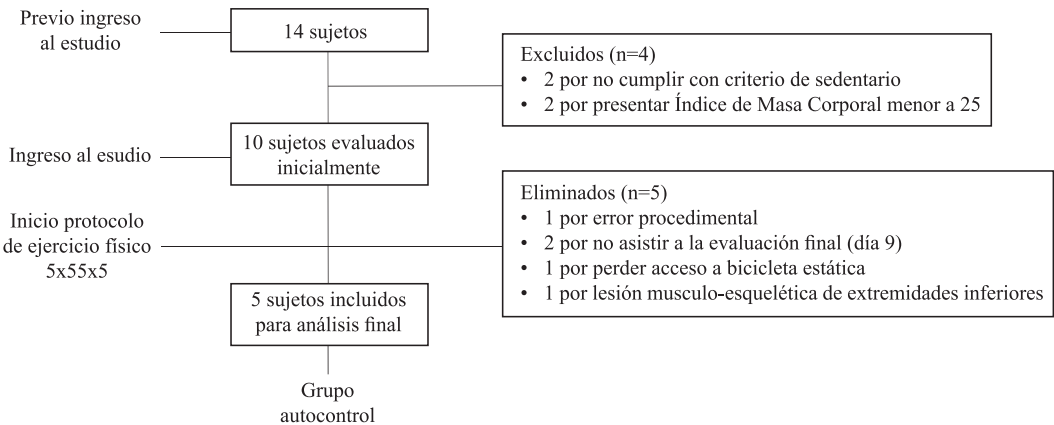 Previo ingreso
al estudio
14 sujetos
Excluidos (n=4)
• 2 por no cumplir con criterio de sedentario
• 2 por presentar Índice de Masa Corporal menor a 25
Ingreso al esudio
10 sujetos evaluados
inicialmente
Eliminados (n=5)
• 1 por error procedimental
• 2 por no asistir a la evaluación final (día 9)
• 1 por perder acceso a bicicleta estática
• 1 por lesión musculo-esquelética de extremidades inferiores
Inicio protocolo
de ejercicio físico
5x55x5
5 sujetos incluidos
para análisis final
Grupo
autocontrol